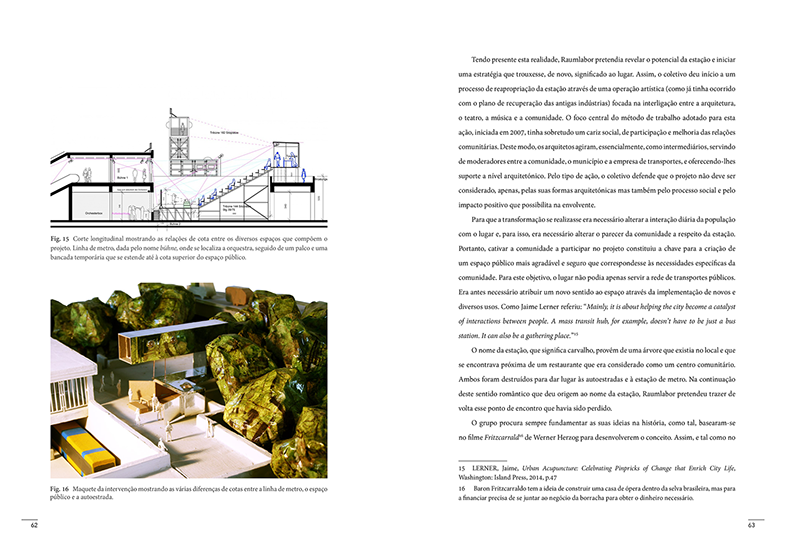 Bühne 1
Tribüne 180 Sitzplätze
Tribüne 144 Sitzplätze
Bühne 2
Fig. 15 Corte longitudinal mostrando as relações de cota entre os diversos espaços que compõem o
projeto. Linha de metro, dada pelo nome bühne, onde se localiza a orquestra, seguido de um palco e uma
bancada temporária que se estende até à cota superior do espaço público.
Fig. 16 Maquete da intervenção mostrando as várias diferenças de cotas entre a linha de metro, o espaço
público e a autoestrada.
62
Tendo presente esta realidade, Raumlabor pretendia revelar o potencial da estação e iniciar
uma estratégia que trouxesse, de novo, significado ao lugar. Assim, o coletivo deu início a um
processo de reapropriação da estação através de uma operação artística (como já tinha ocorrido
com o plano de recuperação das antigas indústrias) focada na interligação entre a arquitetura,
o teatro, a música e a comunidade. O foco central do método de trabalho adotado para esta
ação, iniciada em 2007, tinha sobretudo um cariz social, de participação e melhoria das relações
comunitárias. Deste modo, os arquitetos agiram, essencialmente, como intermediários, servindo
de moderadores entre a comunidade, o município e a empresa de transportes, e oferecendo-lhes
suporte a nível arquitetónico. Pelo tipo de ação, o coletivo defende que o projeto não deve ser
considerado, apenas, pelas suas formas arquitetónicas mas também pelo processo social e pelo
impacto positivo que possibilita na envolvente.
Para que a transformação se realizasse era necessário alterar a interação diária da população
com o lugar e, para isso, era necessário alterar o parecer da comunidade a respeito da estação.
Portanto, cativar a comunidade a participar no projeto constituiu a chave para a criação de
um espaço público mais agradável e seguro que correspondesse às necessidades específicas da
comunidade. Para este objetivo, o lugar não podia apenas servir a rede de transportes públicos.
Era antes necessário atribuir um novo sentido ao espaço através da implementação de novos e
diversos usos. Como Jaime Lerner referiu: “Mainly, it is about helping the city become a catalyst
of interactions between people. A mass transit hub, for example, doesn’t have to be just a bus
station. It can also be a gathering place.”15
O nome da estação, que significa carvalho, provém de uma árvore que existia no local e que
se encontrava próxima de um restaurante que era considerado como um centro comunitário.
Ambos foram destruídos para dar lugar às autoestradas e à estação de metro. Na continuação
deste sentido romântico que deu origem ao nome da estação, Raumlabor pretendeu trazer de
volta esse ponto de encontro que havia sido perdido.
O grupo procura sempre fundamentar as suas ideias na história, como tal, basearam-se
no filme Fritzcarrald16 de Werner Herzog para desenvolverem o conceito. Assim, e tal como no
15 LERNER, Jaime, Urban Acupuncture: Celebrating Pinpricks of Change that Enrich City Life,
Washington: Island Press, 2014, p.47
16 Baron Fritzcarraldo tem a ideia de construir uma casa de ópera dentro da selva brasileira, mas para
a financiar precisa de se juntar ao negócio da borracha para obter o dinheiro necessário.
63